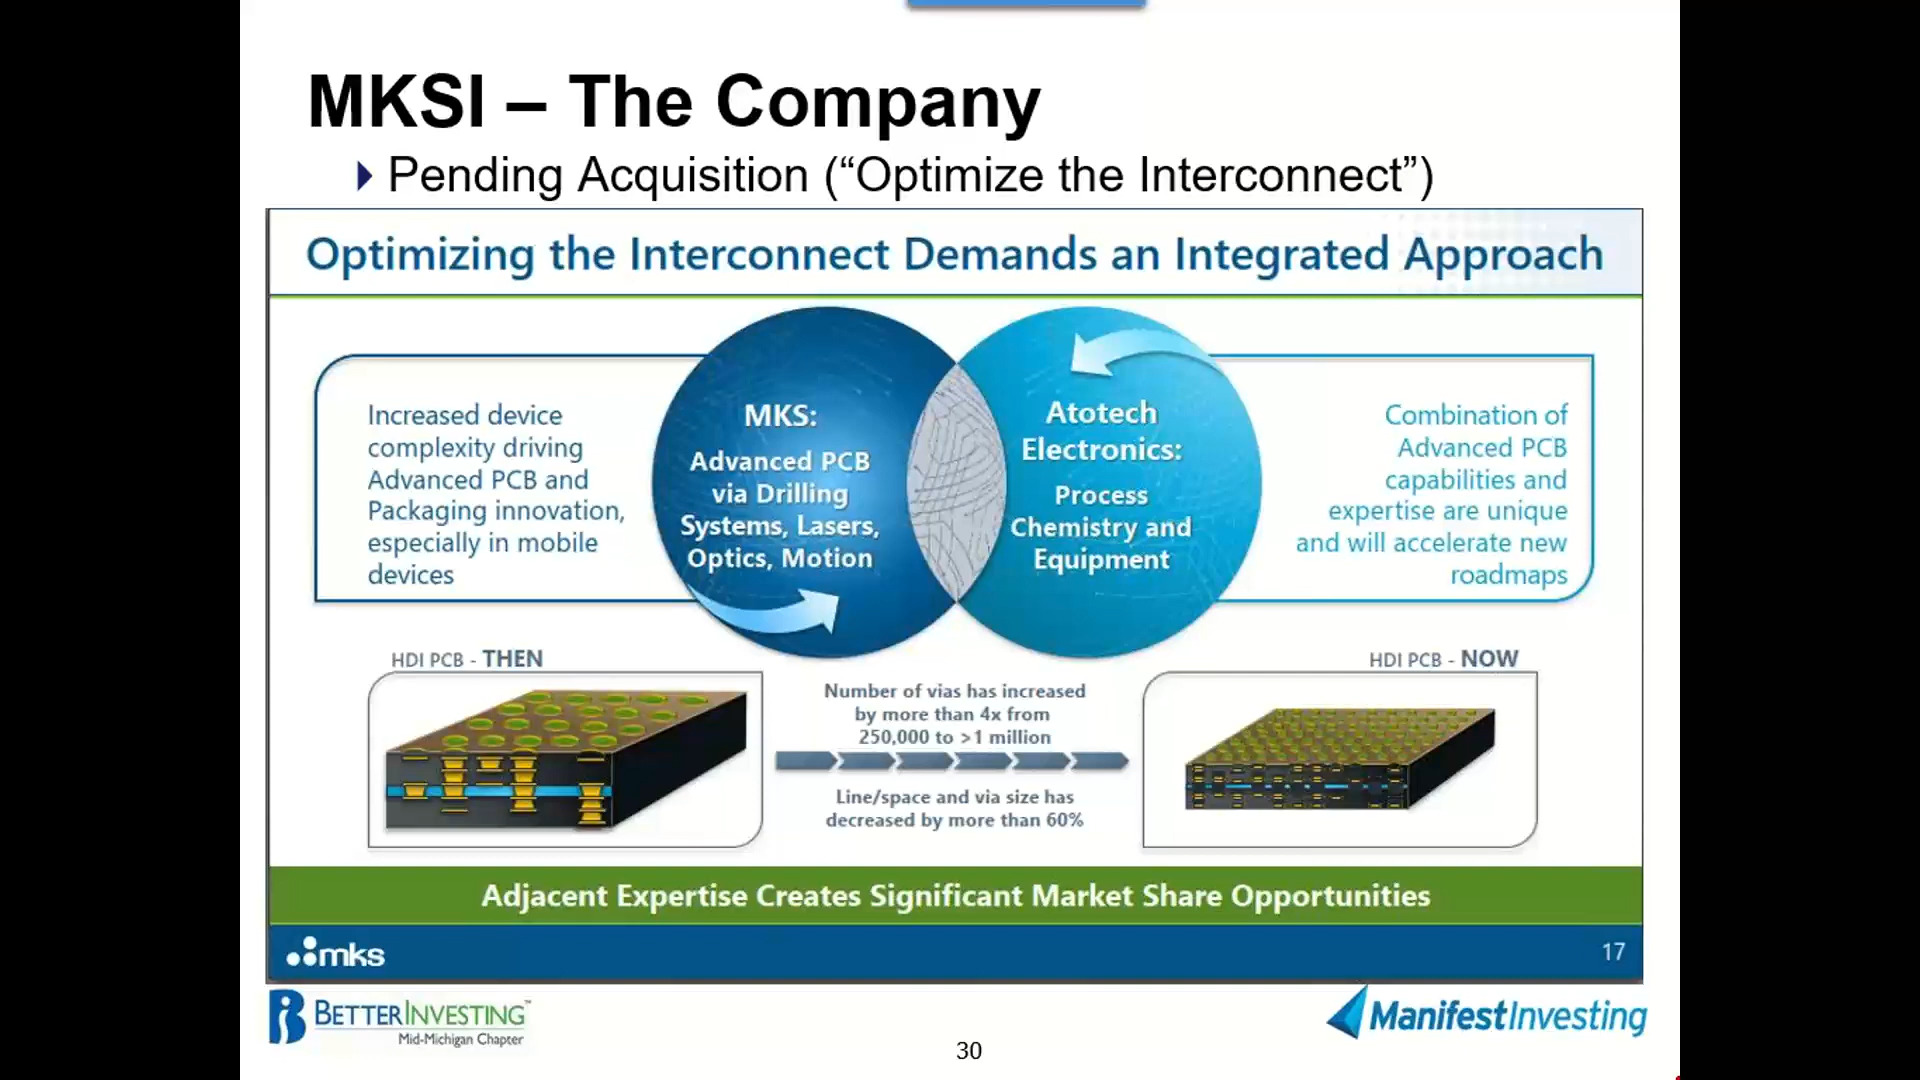 MKSI – The Company
Pending Acquisition (“Optimize the Interconnect”)
Optimizing the Interconnect Demands an Integrated Approach
Increased device
complexity driving
Advanced PCB and
Packaging innovation,
especially in mobile
devices
MKS:
Advanced PCB
via Drilling
Systems, Lasers,
Optics, Motion
Atotech
Electronics:
Process
Chemistry and
Equipment
Combination of
Advanced PCB
capabilities and
expertise are unique
and will accelerate new
roadmaps
HDI PCB - THEN
Number of vias has increased
by more than 4x from
250,000 to >1 million
Line/space and via size has
decreased by more than 60%
HDI PCB - NOW
Adjacent Expertise Creates Significant Market Share Opportunities
mks
17
BETTERINVESTING™
Mid-Michigan Chapter
30
ManifestInvesting